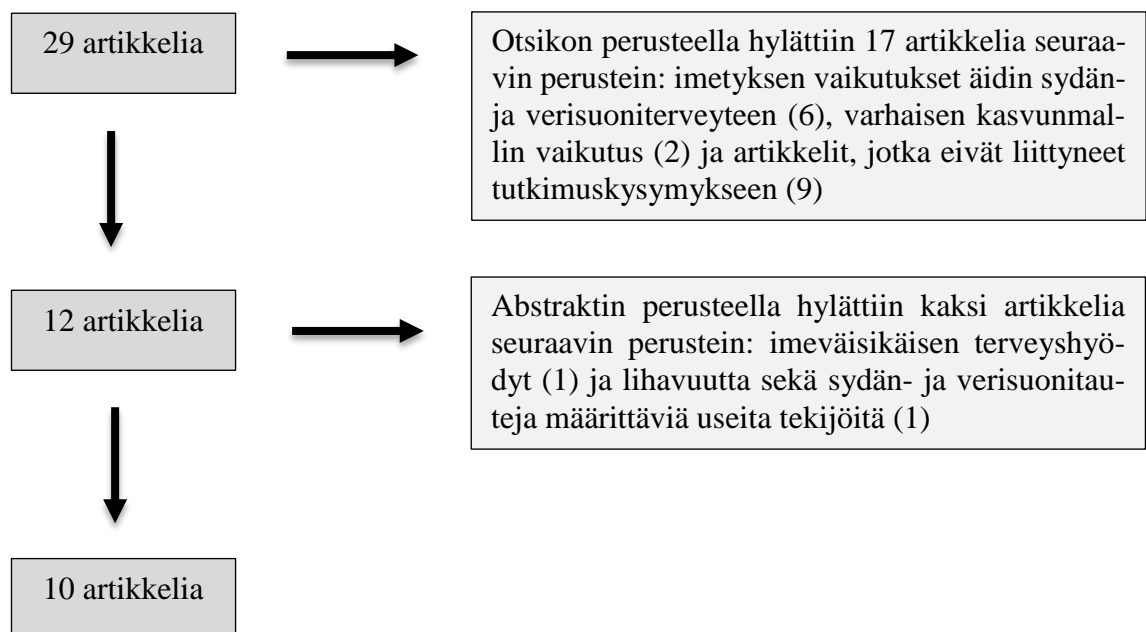 29 artikkelia
Otsikon perusteella hylättiin 17 artikkelia seuraa-
vin perustein: imetyksen vaikutukset äidin sydän-
ja verisuoniterveyteen (6), varhaisen kasvunmal-
lin vaikutus (2) ja artikkelit, jotka eivät liittyneet
tutkimuskysymykseen (9)
12 artikkelia
Abstraktin perusteella hylättiin kaksi artikkelia
seuraavin perustein: imeväisikäisen terveyshyö-
dyt (1) ja lihavuutta sekä sydän- ja verisuonitau-
teja määrittäviä useita tekijöitä (1)
10 artikkelia